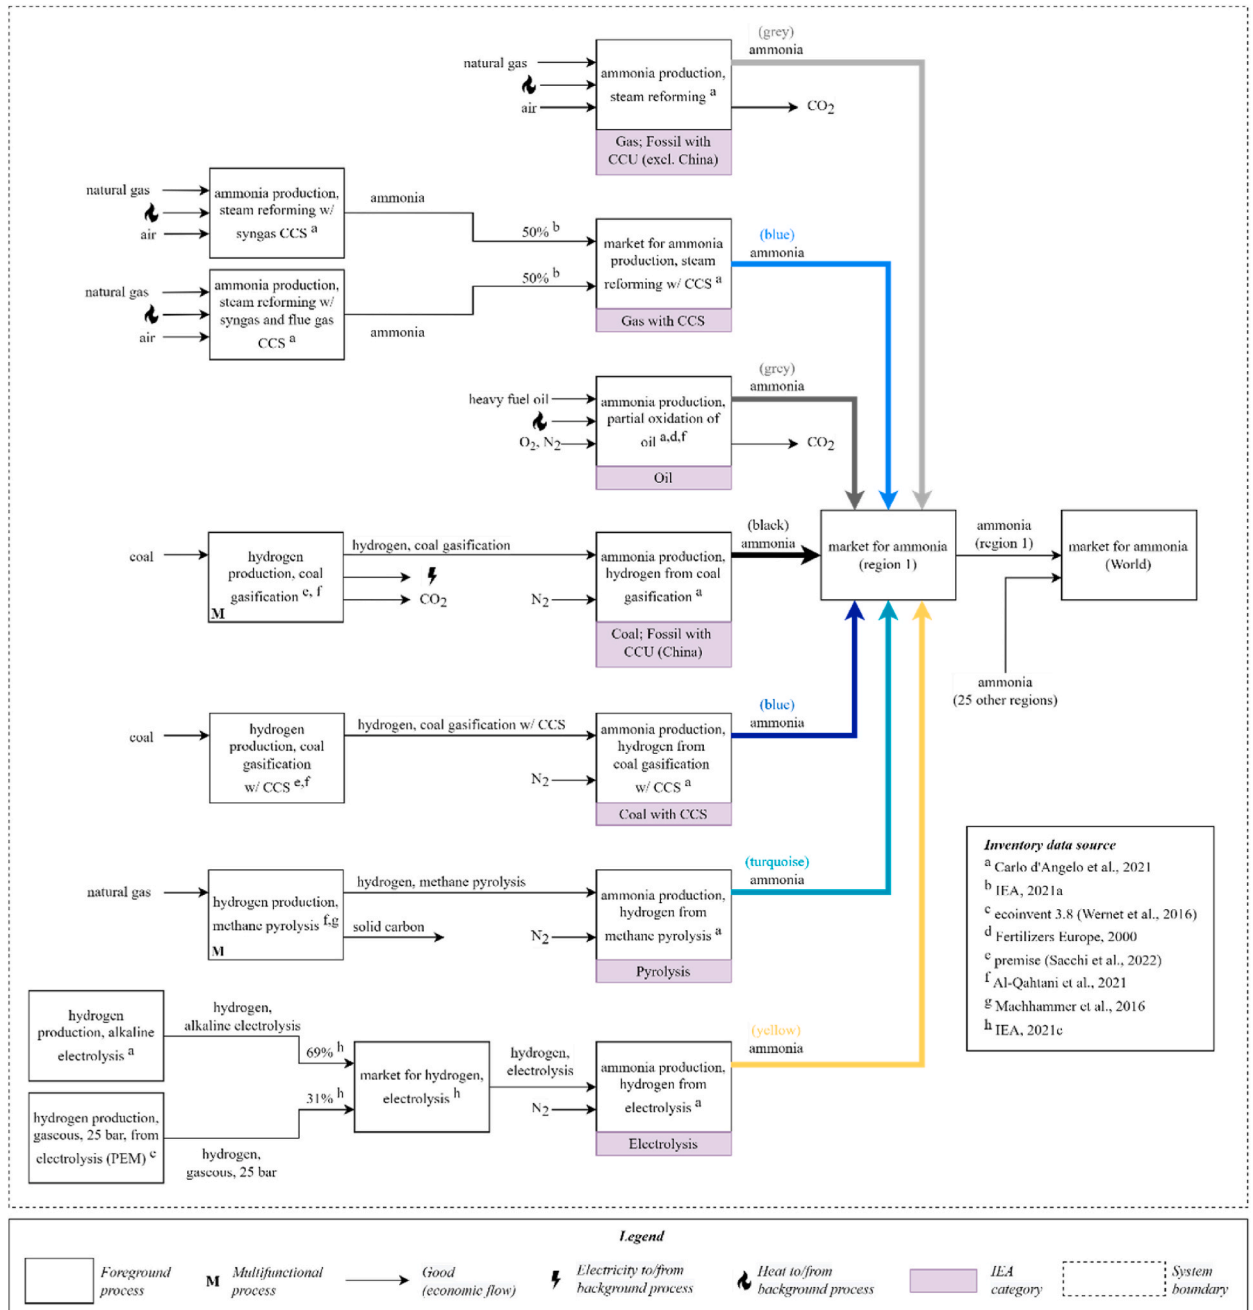 (grey)
ammonia
natural gas
air
ammonia production,
steam reforming a
CO2
Gas; Fossil with
CCU (excl. China)
natural gas
air
ammonia production,
steam reforming w/
syngas CCS a
ammonia
50% b
natural gas
air
ammonia production,
steam reforming w/
syngas and flue gas
CCS a
ammonia
50% b
market for ammonia
production, steam
reforming w/ CCS a
Gas with CCS
(blue)
ammonia
heavy fuel oil
O2, N2
ammonia production,
partial oxidation of
oil a,d,f
Oil
(grey)
ammonia
CO2
coal
hydrogen
production, coal
gasification e, f
M
hydrogen, coal gasification
CO2
N2
ammonia production,
hydrogen from coal
gasification a
Coal; Fossil with
CCU (China)
(black)
ammonia
market for ammonia
(region 1)
ammonia
(region 1)
market for ammonia
(World)
ammonia
(25 other regions)
coal
hydrogen
production, coal
gasification
w/ CCS e,f
hydrogen, coal gasification w/ CCS
N2
ammonia production,
hydrogen from
coal gasification
w/ CCS a
Coal with CCS
(blue)
ammonia
natural gas
hydrogen production,
methane pyrolysis f,g
M
hydrogen, methane pyrolysis
solid carbon
N2
ammonia production,
hydrogen from
methane pyrolysis a
Pyrolysis
(turquoise)
ammonia
hydrogen
production, alkaline
electrolysis a
hydrogen,
alkaline electrolysis
69% h
hydrogen production,
gaseous, 25 bar, from
electrolysis (PEM) c
hydrogen,
gaseous, 25 bar
31% h
market for hydrogen,
electrolysis h
hydrogen,
electrolysis
N2
ammonia production,
hydrogen from
electrolysis a
Electrolysis
(yellow)
ammonia
Inventory data source
a Carlo d'Angelo et al., 2021
b IEA, 2021a
c ecoinvent 3.8 (Wernet et al., 2016)
d Fertilizers Europe, 2000
e premise (Sacchi et al., 2022)
f Al-Qahtani et al., 2021
g Machhammer et al., 2016
h IEA, 2021c
Legend
Foreground
process
M
Multifunctional
process
Good
(economic flow)
Electricity to/from
background process
Heat to/from
background process
IEA
category
System
boundary